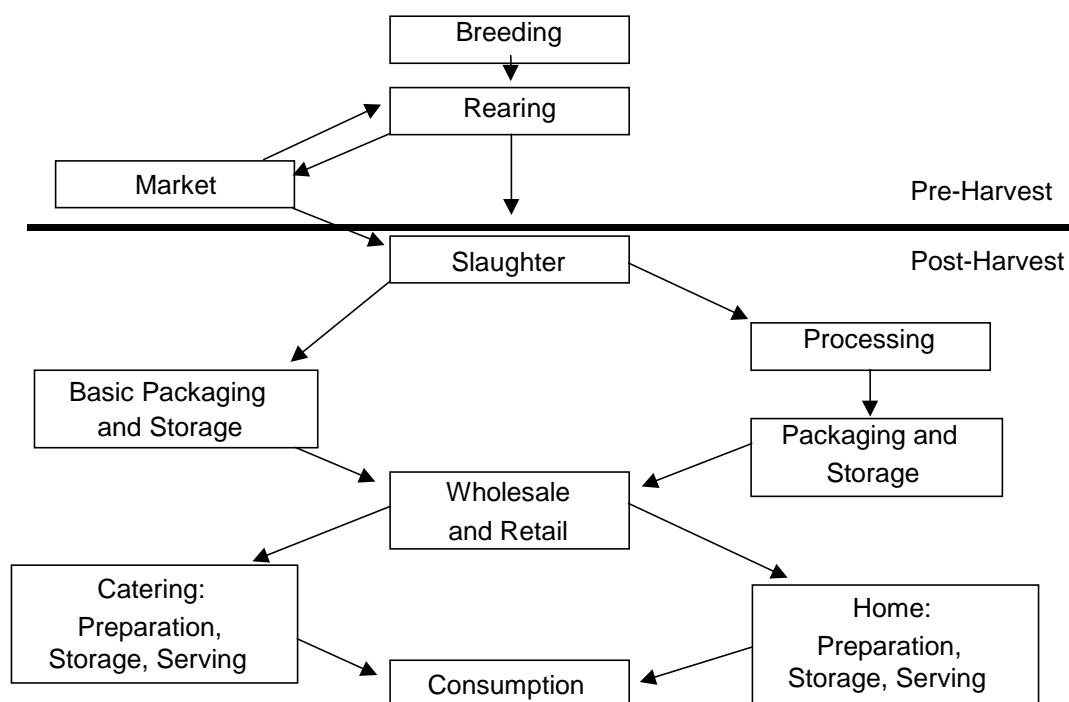 Breeding
Rearing
Market
Pre-Harvest
Slaughter
Post-Harvest
Processing
Basic Packaging
and Storage
Packaging and
Storage
Wholesale
and Retail
Catering:
Preparation,
Storage, Serving
Home:
Preparation,
Storage, Serving
Consumption